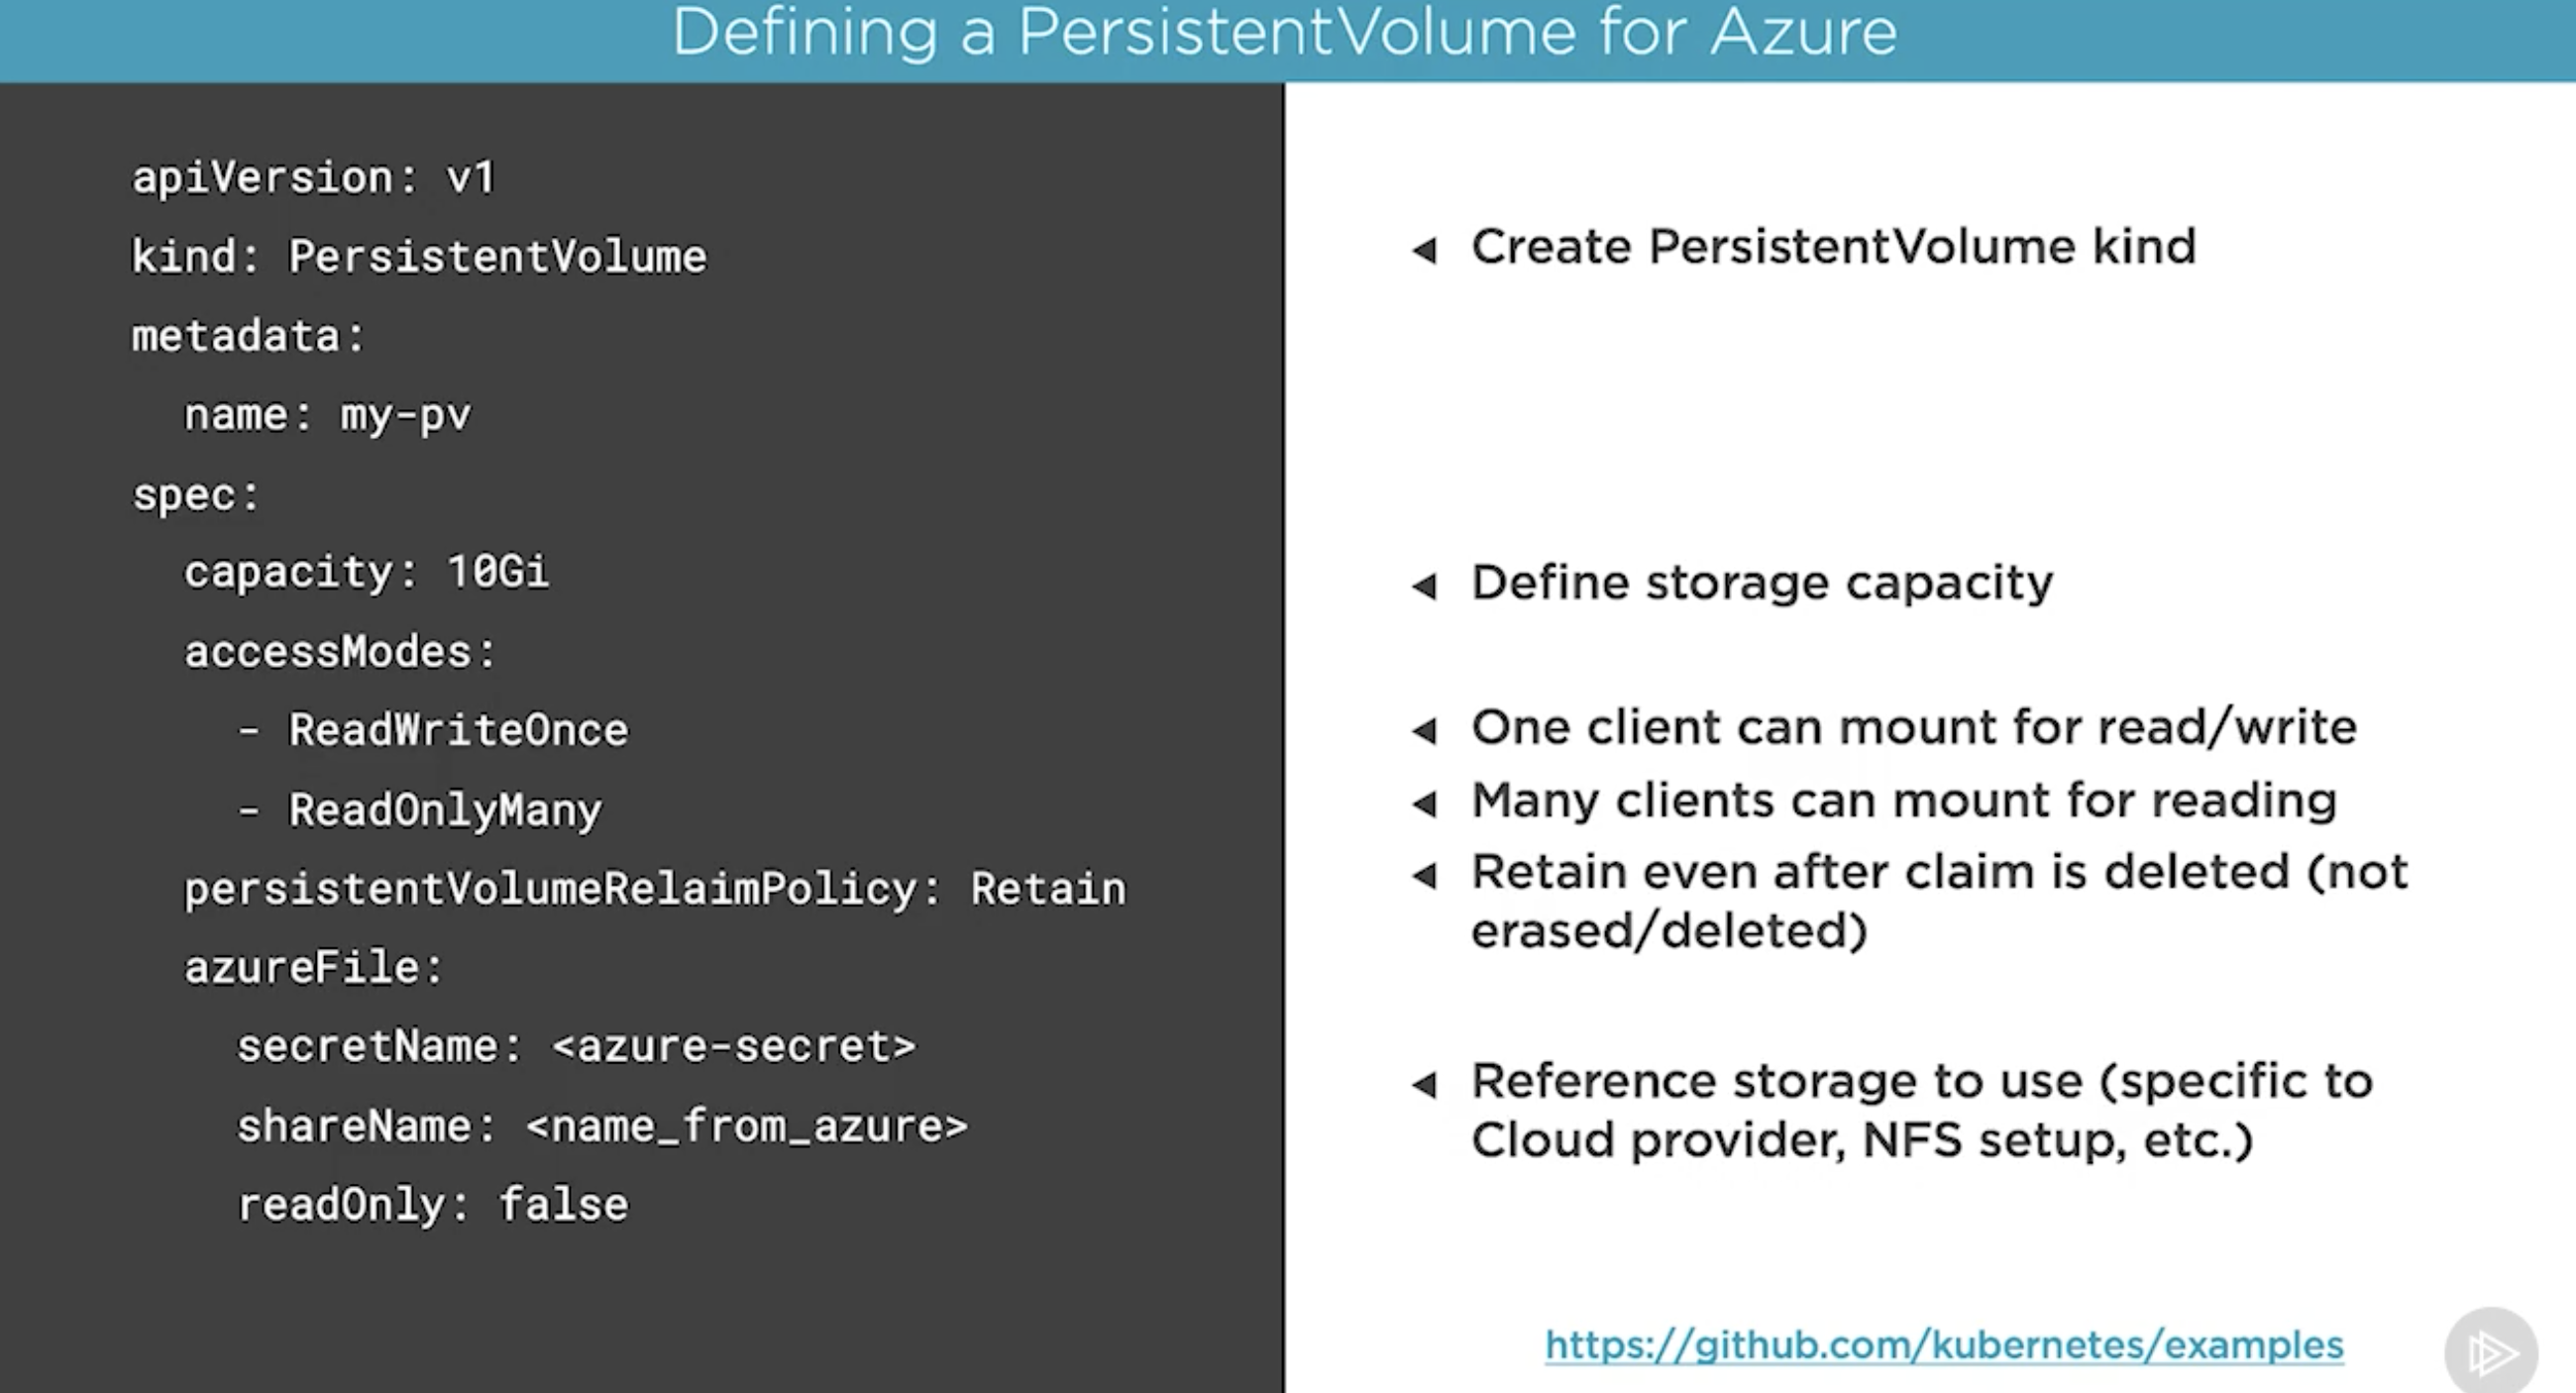 Defining a PersistentVolume for Azure
apiVersion: v1
kind: PersistentVolume
metadata:
  name: my-pv
spec:
  capacity: 10Gi
  accessModes:
    - ReadWriteOnce
    - ReadOnlyMany
  persistentVolumeRelaimPolicy: Retain
  azureFile:
    secretName: <azure-secret>
    shareName: <name_from_azure>
    readOnly: false
Create PersistentVolume kind
Define storage capacity
One client can mount for read/write
Many clients can mount for reading
Retain even after claim is deleted (not
erased/deleted)
Reference storage to use (specific to
Cloud provider, NFS setup, etc.)
https://github.com/kubernetes/examples